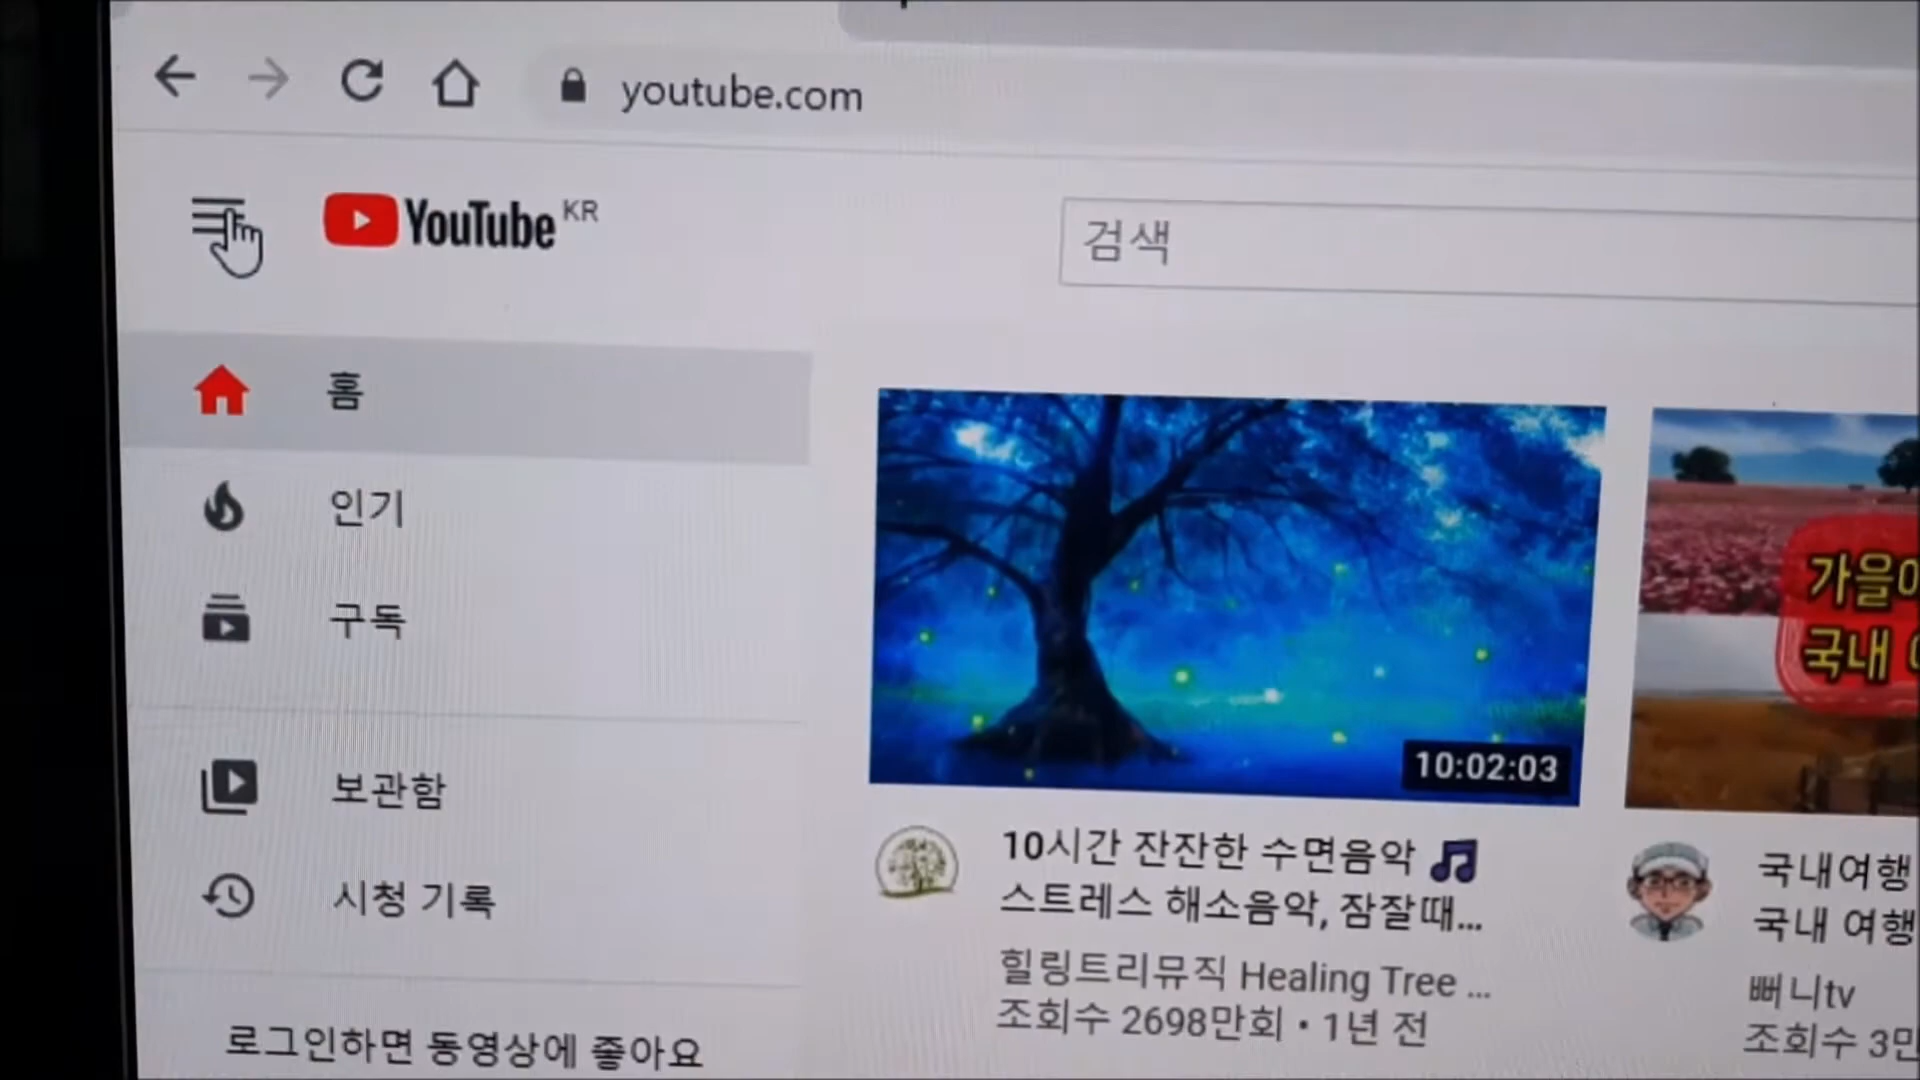 youtube.com
YouTube KR
검색
홈
인기
구독
보관함
시청 기록
로그인하면 동영상에 좋아요
10:02:03
10시간 잔잔한 수면음악 🎵
스트레스 해소음악, 잠잘때...
힐링트리뮤직 Healing Tree ...
조회수 2698만회 • 1년 전
국내
국내여행
국내 여행
뻐니tv
조회수 3만